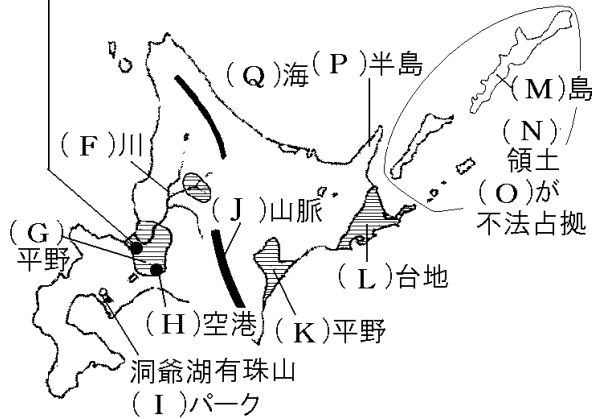 (Q)海
(P)半島
(M)島
(N)
領土
(O)が
不法占拠
(F)川
(J)山脈
(G)
平野
(L)台地
(H)空港
(K)平野
洞爺湖有珠山
(I)パーク